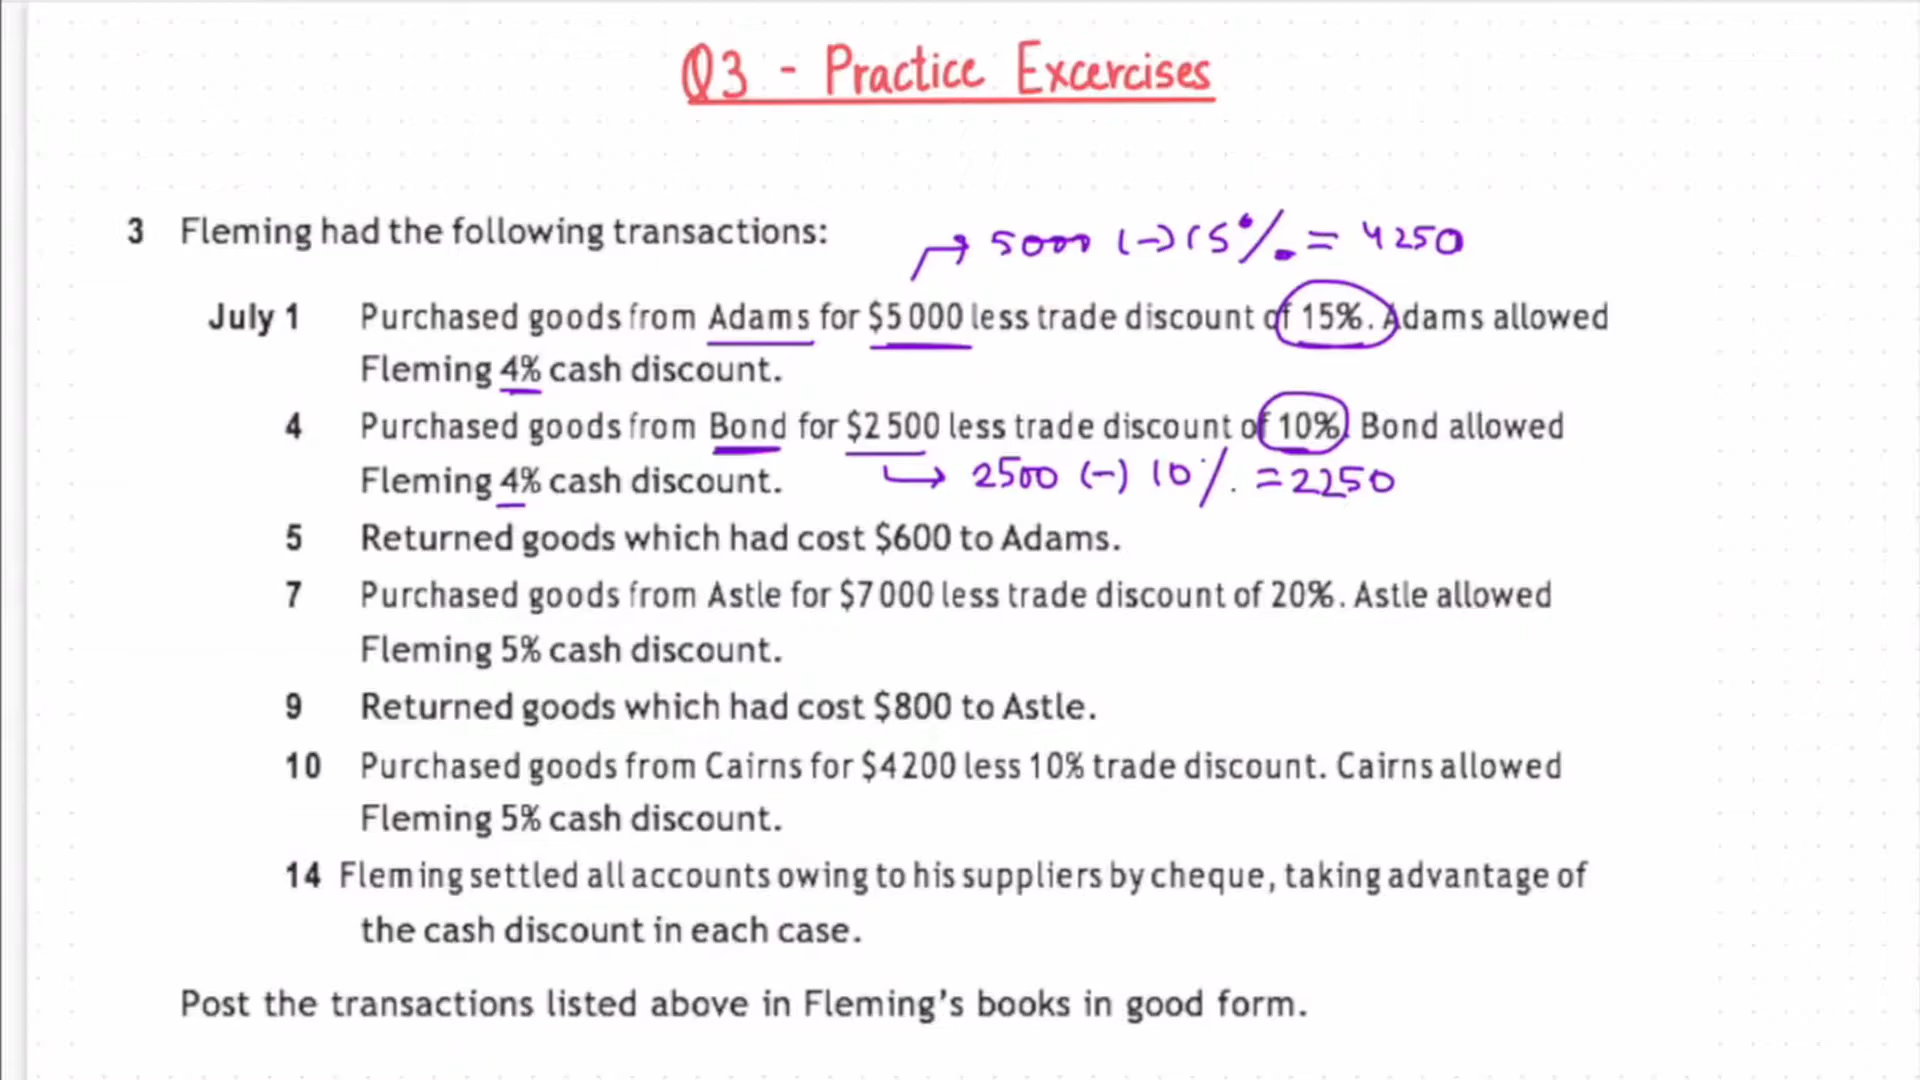 Q3 - Practice Excercises
3 Fleming had the following transactions:
5000 (-) 15%. = 4250
July 1 Purchased goods from Adams for $5 000 less trade discount of 15%. Adams allowed
Fleming 4% cash discount.
4 Purchased goods from Bond for $2 500 less trade discount of 10%. Bond allowed
Fleming 4% cash discount.
2500 (-) 10%. = 2250
5 Returned goods which had cost $600 to Adams.
7 Purchased goods from Astle for $7 000 less trade discount of 20%. Astle allowed
Fleming 5% cash discount.
9 Returned goods which had cost $800 to Astle.
10 Purchased goods from Cairns for $4 200 less 10% trade discount. Cairns allowed
Fleming 5% cash discount.
14 Fleming settled all accounts owing to his suppliers by cheque, taking advantage of
the cash discount in each case.
Post the transactions listed above in Fleming's books in good form.